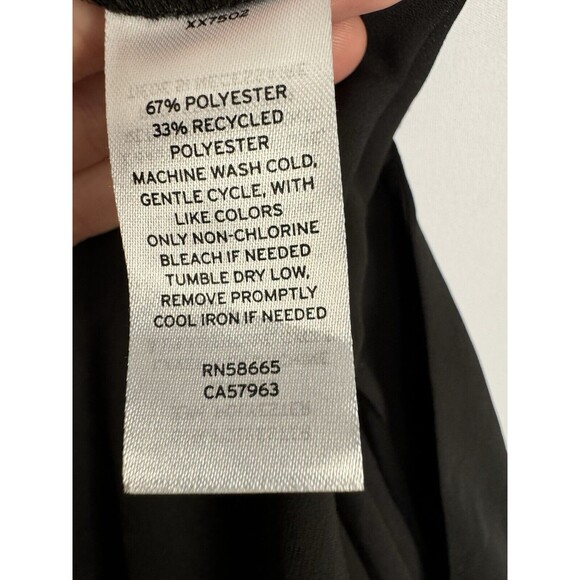 XX7502
67% POLYESTER
33% RECYCLED
POLYESTER
MACHINE WASH COLD,
GENTLE CYCLE, WITH
LIKE COLORS
ONLY NON-CHLORINE
BLEACH IF NEEDED
TUMBLE DRY LOW,
REMOVE PROMPTLY
COOL IRON IF NEEDED
RN58665
CA57963